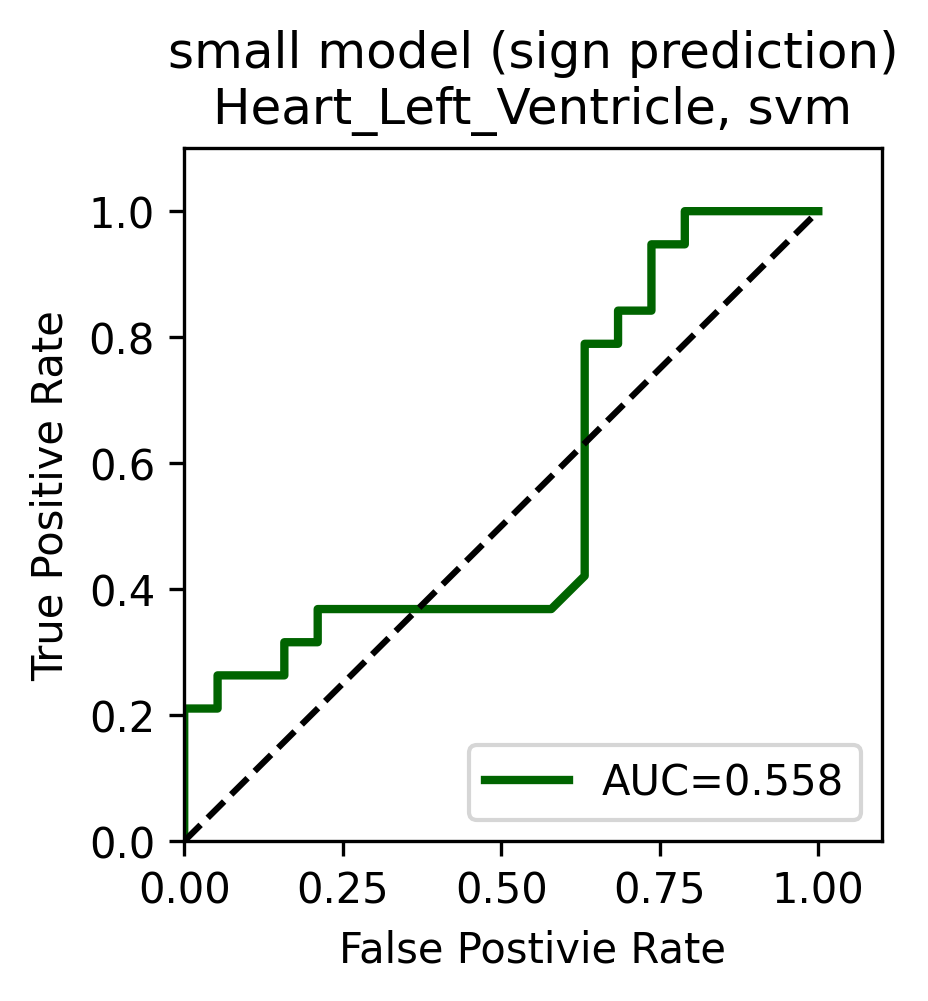 small model (sign prediction)
Heart_Left_Ventricle, svm
True Positive Rate
1.0
0.8
0.6
0.4
0.2
0.0
AUC=0.558
0.00 0.25 0.50 0.75 1.00
False Postivie Rate